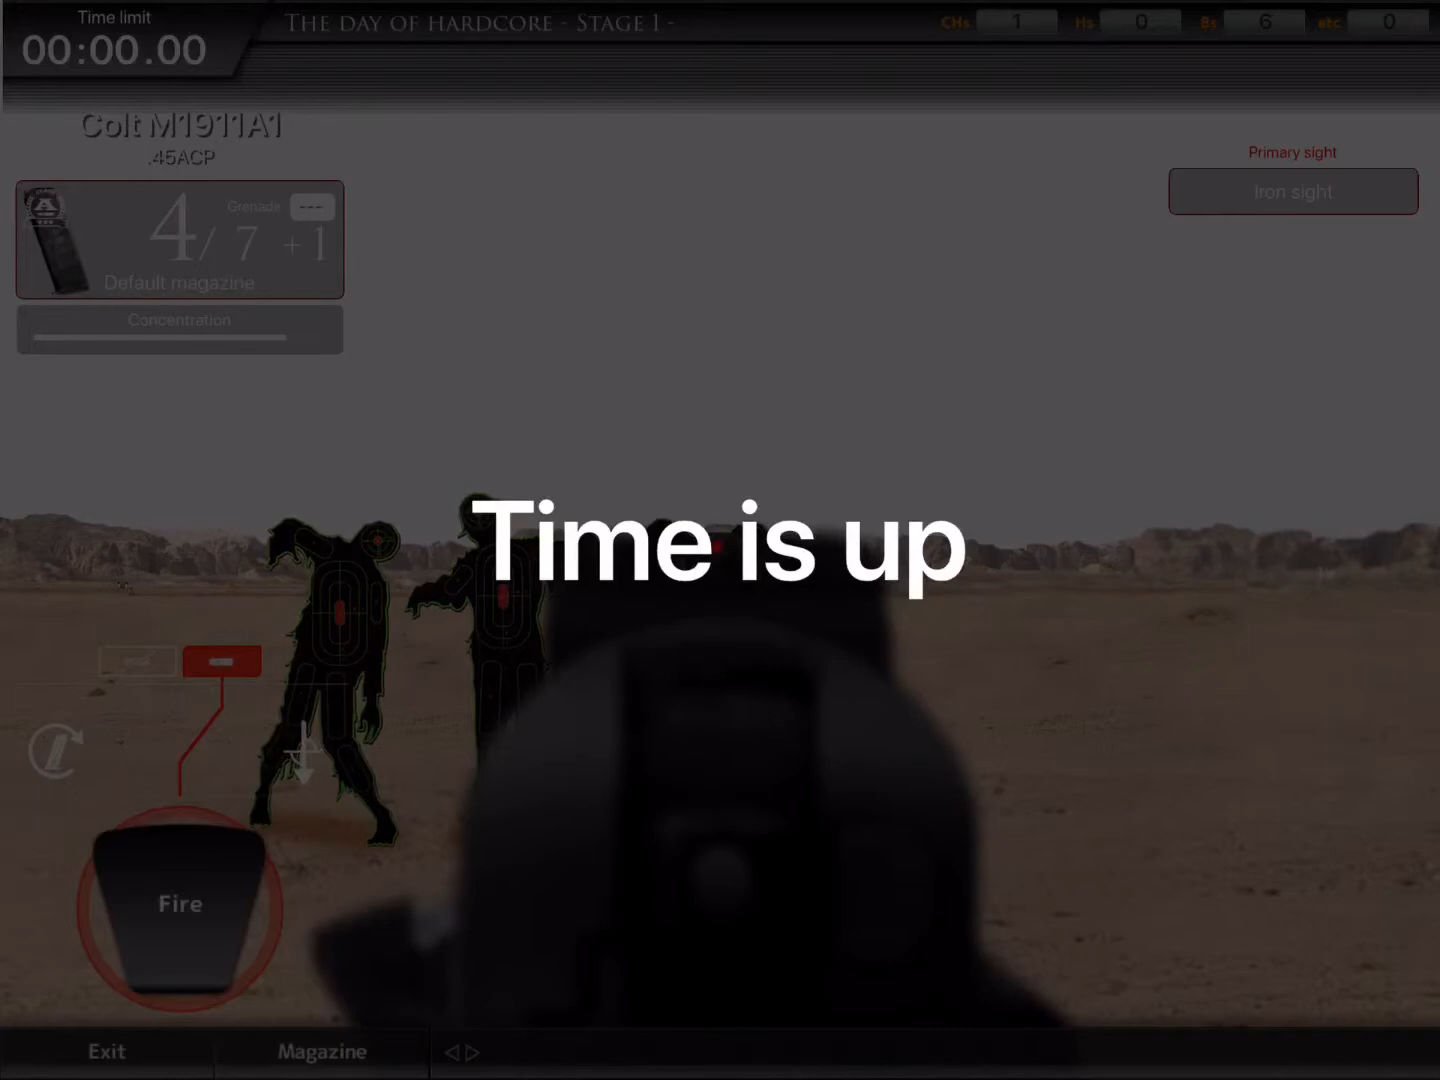 Time limit
00:00.00
The day of hardcore - Stage 1 -
CHs 1 Hs 0 Bs 6 etc 0
Colt M1911A1
.45ACP
Grenade ---
4/ 7 +1
Default magazine
Concentration
Primary sight
Iron sight
Time is up
Fire
Exit
Magazine